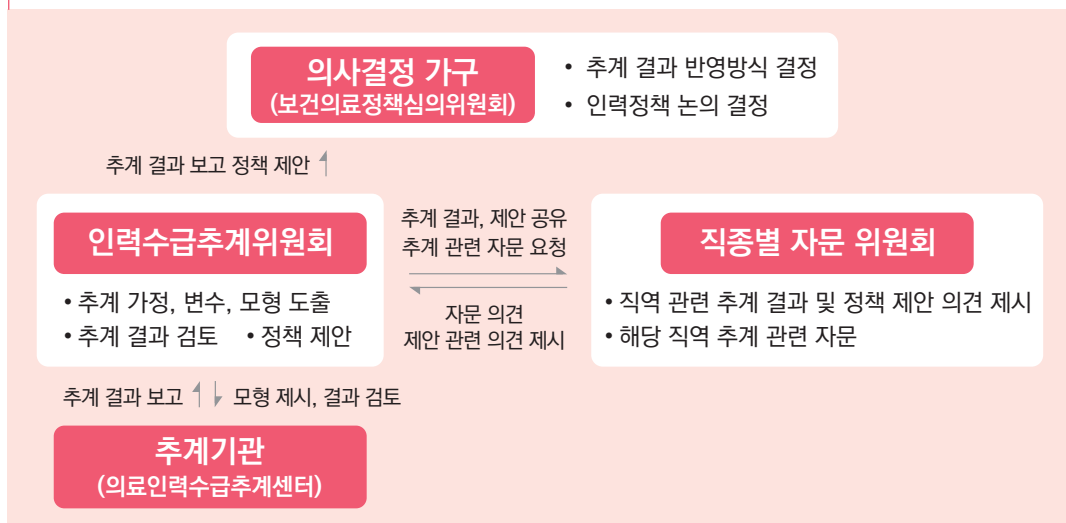 의사결정 가구
(보건의료정책심의위원회)
• 추계 결과 반영방식 결정
• 인력정책 논의 결정
추계 결과 보고 정책 제안
인력수급추계위원회
• 추계 가정, 변수, 모형 도출
• 추계 결과 검토 • 정책 제안
추계 결과, 제안 공유
추계 관련 자문 요청
자문 의견
제안 관련 의견 제시
직종별 자문 위원회
• 직역 관련 추계 결과 및 정책 제안 의견 제시
• 해당 직역 추계 관련 자문
추계 결과 보고
모형 제시, 결과 검토
추계기관
(의료인력수급추계센터)